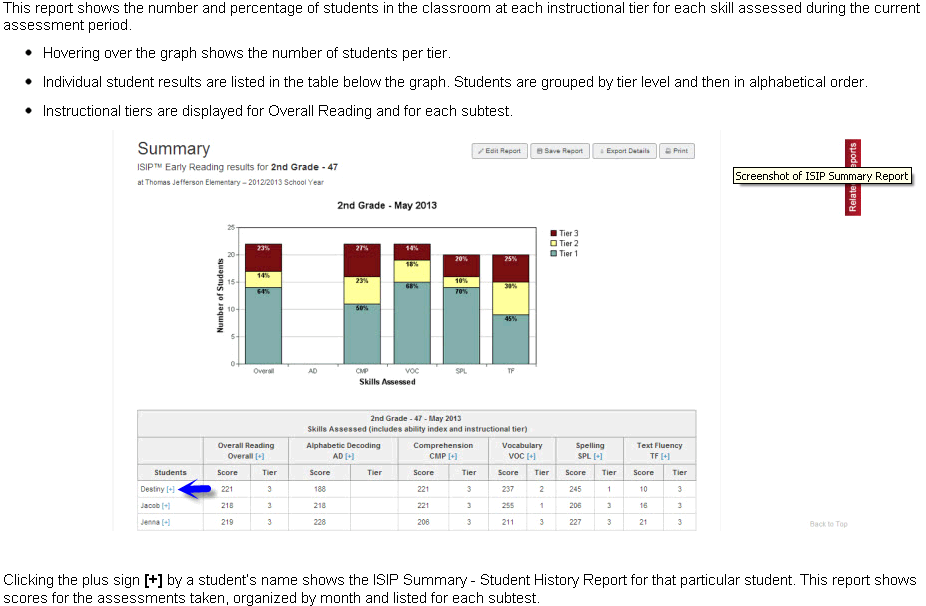 This report shows the number and percentage of students in the classroom at each instructional tier for each skill assessed during the current
assessment period.
• Hovering over the graph shows the number of students per tier.
• Individual student results are listed in the table below the graph. Students are grouped by tier level and then in alphabetical order.
• Instructional tiers are displayed for Overall Reading and for each subtest.
Summary
Edit Report Save Report Export Details Print
ISIP™ Early Reading results for 2nd Grade - 47
at Thomas Jefferson Elementary – 2012/2013 School Year
Relate ports
Screenshot of ISIP Summary Report
2nd Grade - May 2013
Number of Students
25
20
15
10
5
0
23% 27% 14% 20% 25%
14% 23% 18% 10% 30%
64% 50% 68% 70% 45%
Tier 3
Tier 2
Tier 1
Overall AD CMP VOC SPL TF
Skills Assessed
2nd Grade - 47 - May 2013
Skills Assessed (includes ability index and instructional tier)
Overall Reading Alphabetic Decoding Comprehension Vocabulary Spelling Text Fluency
Overall [+] AD [+] CMP [+] VOC [+] SPL [+] TF [+]
Students Score Tier Score Tier Score Tier Score Tier Score Tier Score Tier
Destiny [+] 221 3 188 221 3 237 2 245 1 10 3
Jacob [+] 218 3 218 221 3 255 1 206 3 16 3
Jenna [+] 219 3 228 206 3 211 3 227 3 21 3
Back to Top
Clicking the plus sign [+] by a student's name shows the ISIP Summary - Student History Report for that particular student. This report shows
scores for the assessments taken, organized by month and listed for each subtest.